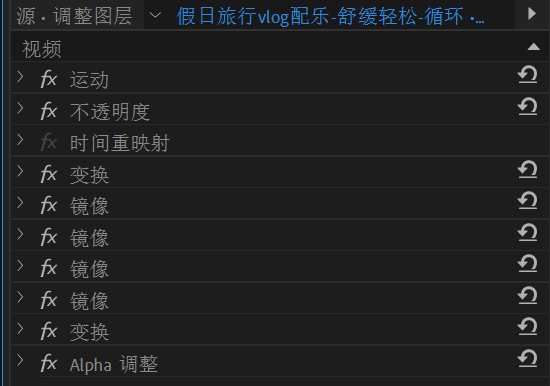 源·调整图层 假日旅行vlog配乐-舒缓轻松-循环·...
视频
fx 运动
fx 不透明度
fx 时间重映射
fx 变换
fx 镜像
fx 镜像
fx 镜像
fx 镜像
fx 变换
fx Alpha 调整